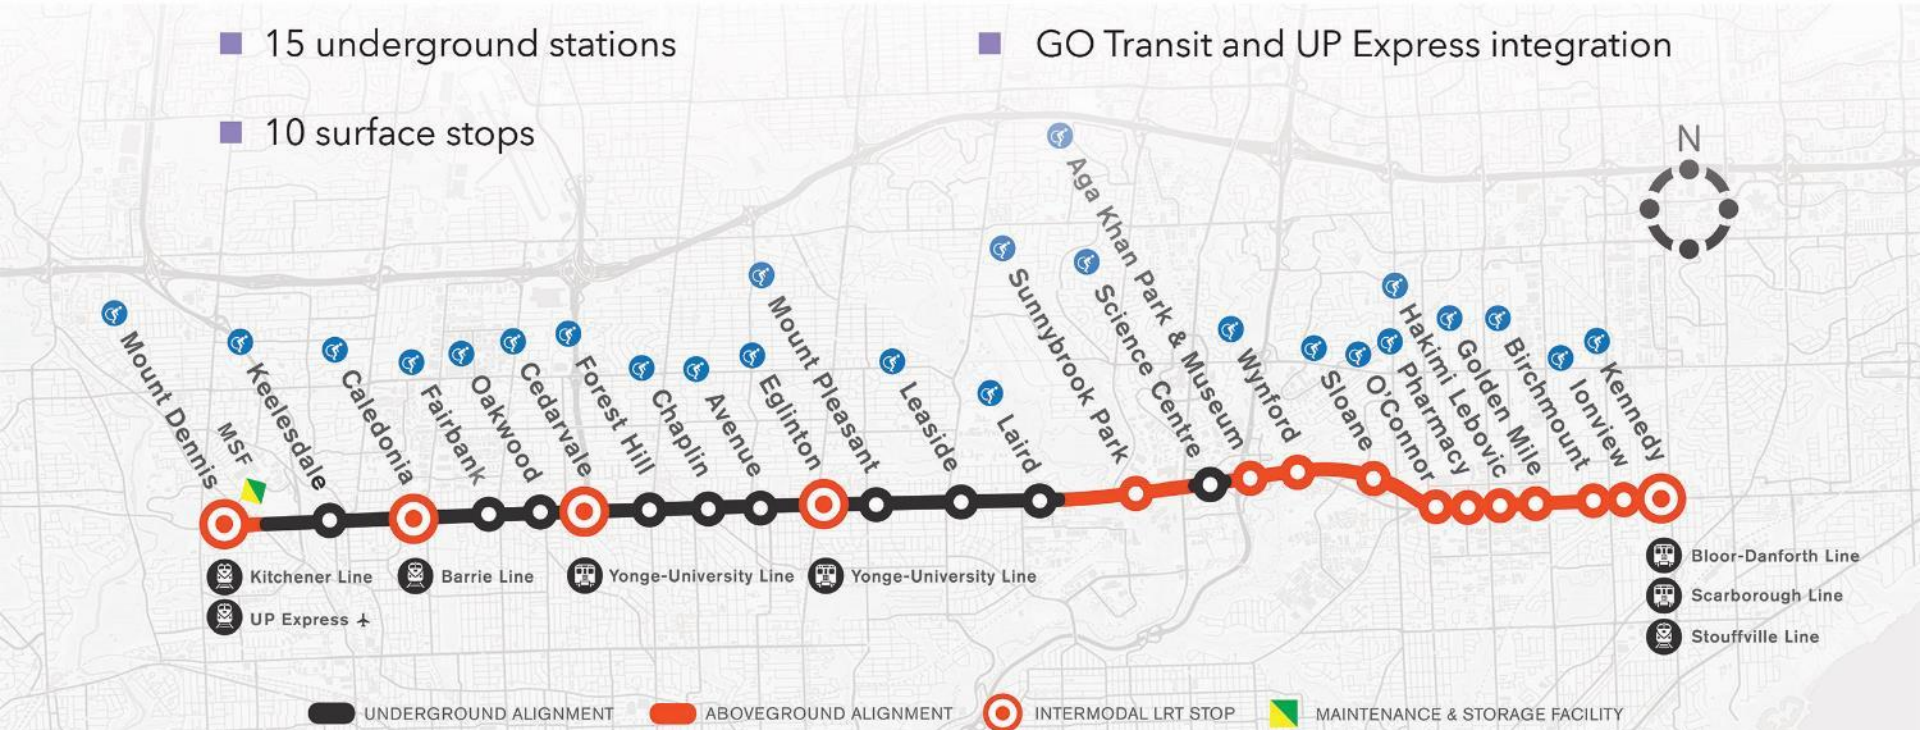 15 underground stations
GO Transit and UP Express integration
10 surface stops
N
Mount Dennis
MSF
Keelesdale
Caledonia
Fairbank
Oakwood
Cedarvale
Forest Hill
Chaplin
Avenue
Eglinton
Mount Pleasant
Leaside
Laird
Sunnybrook Park
Science Centre
Aga Khan Park & Museum
Wynford
Sloane
O'Connor
Pharmacy
Hakimi Lebovic
Golden Mile
Birchmount
Ionview
Kennedy
Kitchener Line
UP Express
Barrie Line
Yonge-University Line
Yonge-University Line
Bloor-Danforth Line
Scarborough Line
Stouffville Line
UNDERGROUND ALIGNMENT
ABOVEGROUND ALIGNMENT
INTERMODAL LRT STOP
MAINTENANCE & STORAGE FACILITY